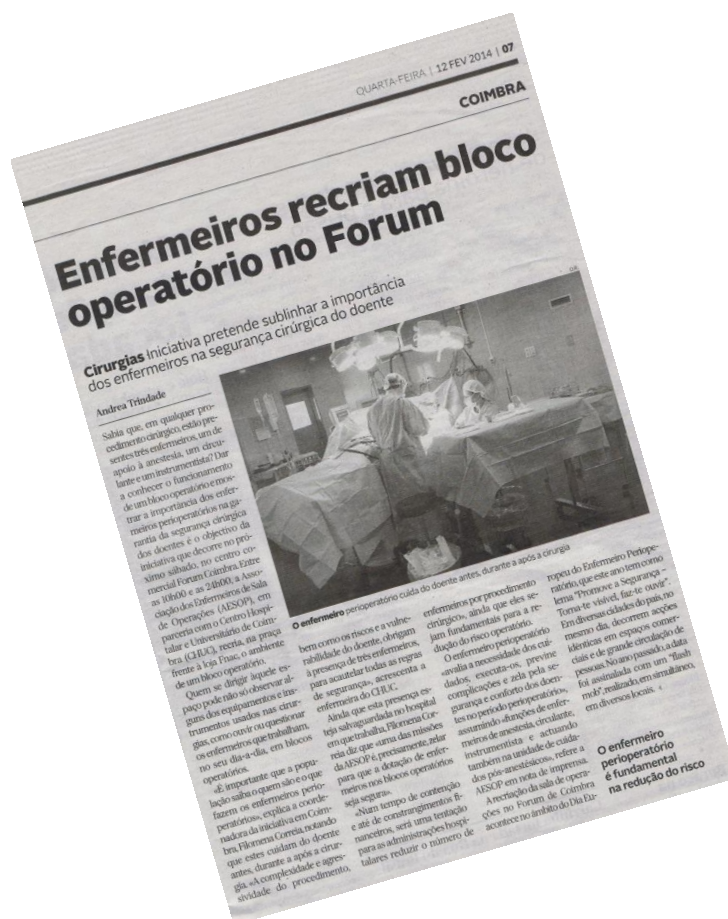 QUARTA-FEIRA | 12 FEV 2014 | 07
COIMBRA
Enfermeiros recriam bloco
operatório no Forum
Cirurgias Iniciativa pretende sublinhar a importância
dos enfermeiros na segurança cirúrgica do doente
Andrea Trindade
Sabia que, em qualquer pro-
cedimento cirúrgico, estão pre-
sentes três enfermeiros, um de
apoio à anestesia, um circu-
lante e um instrumentista? Dar
a conhecer o funcionamento
de um bloco operatório e mos-
trar a importância dos enfer-
meiros perioperatórios na ga-
rantia da segurança cirúrgica
dos doentes é o objectivo da
iniciativa que decorre no pró-
ximo sábado, no centro co-
mercial Forum Coimbra. Entre
as 10h00 e as 24h00, a Asso-
ciação dos Enfermeiros de Sala
de Operações (AESOP), em
parceria com o Centro Hospi-
talar e Universitário de Coim-
bra (CHUC), recria, na praça
frente à loja Fnac, o ambiente
de um bloco operatório.
Quem se dirigir àquele es-
paço pode não só observar al-
guns dos equipamentos e ins-
trumentos usados nas cirur-
gias, como ouvir ou questionar
os enfermeiros que trabalham,
no seu dia-a-dia, em blocos
operatórios.
«É importante que a popu-
lação saiba o quem são e o que
fazem os enfermeiros perio-
peratórios», explica a coorde-
nadora da iniciativa em Coim-
bra, Filomena Correia, notando
que estes cuidam do doente
antes, durante a após a cirur-
gia. «A complexidade e agres-
sividade do procedimento,
O enfermeiro perioperatório cuida do doente antes, durante a após a cirurgia
bem como os riscos e a vulne-
rabilidade do doente, obrigam
à presença de três enfermeiros,
para acautelar todas as regras
de segurança», acrescenta a
enfermeira do CHUC.
Ainda que esta presença es-
teja salvaguardada no hospital
em que trabalha, Filomena Cor-
reia diz que «uma das missões
da AESOP é, precisamente, zelar
para que a dotação de enfer-
meiros nos blocos operatórios
seja segura».
«Num tempo de contenção
e até de constrangimentos fi-
nanceiros, será uma tentação
para as administrações hospi-
talares reduzir o número de
enfermeiros por procedimento
cirúrgico», ainda que eles se-
jam fundamentais para a re-
dução do risco operatório.
O enfermeiro perioperatório
«avalia a necessidade dos cui-
dados, executa-os, previne
complicações e zela pela se-
gurança e conforto dos doen-
tes no período perioperatório»,
assumindo «funções de enfer-
meiros de anestesia, circulante,
instrumentista e actuando
também na unidade de cuida-
dos pós-anestésicos», refere a
AESOP em nota de imprensa.
A recriação da sala de opera-
ções no Forum de Coimbra
acontece no âmbito do Dia Eu-
ropeu do Enfermeiro Periope-
ratório, que este ano tem como
lema "Promove a Segurança –
Torna-te visível, faz-te ouvir".
Em diversas cidades do país, no
mesmo dia, decorrem acções
idênticas em espaços comer-
ciais e de grande circulação de
pessoas. No ano passado, a data
foi assinalada com um "flash
mob", realizado, em simultâneo,
em diversos locais.
O enfermeiro
perioperatório
é fundamental
na redução do risco